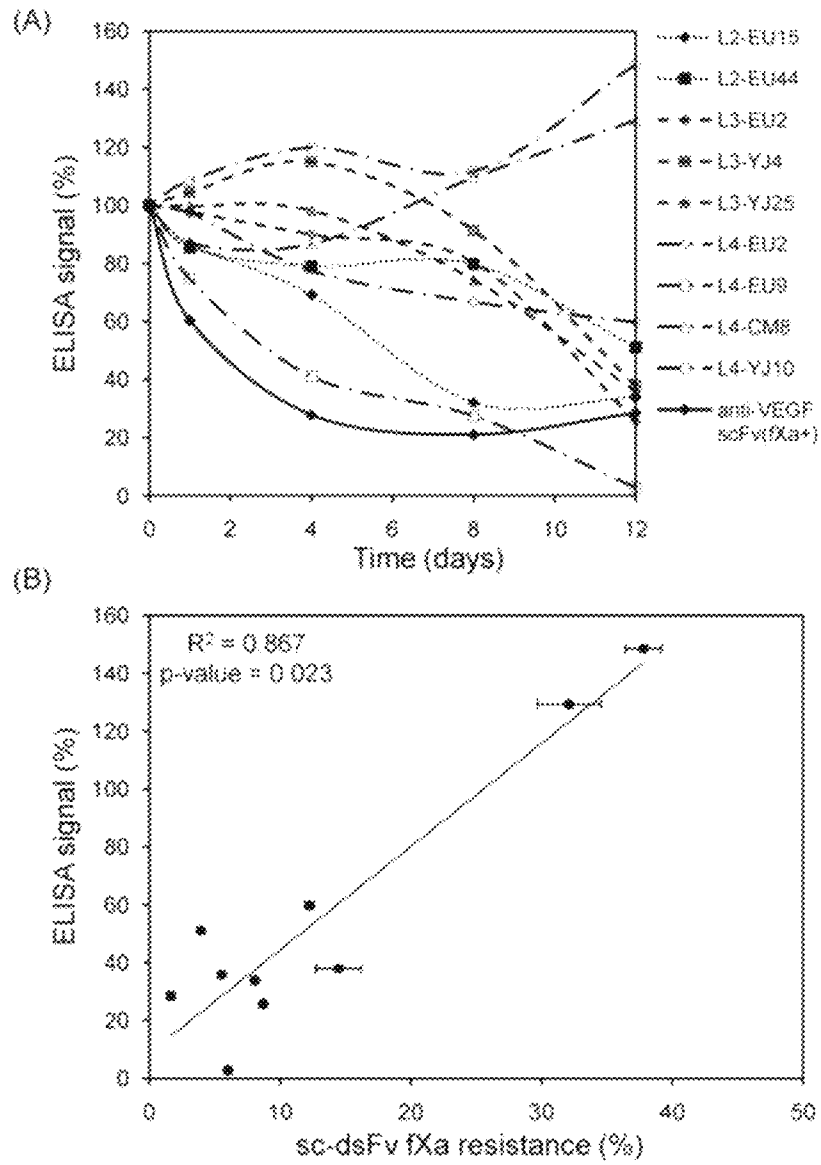 (A)
ELISA signal (%)
160
140
120
100
80
60
40
20
0
0 2 4 6 8 10 12
Time (days)
L2-EU15
L2-EU44
L3-EU2
L3-YJ4
L3-YJ25
L4-EU2
L4-EU9
L4-CM8
L4-YJ10
anti-VEGF
scFv(fXa+)
(B)
ELISA signal (%)
160
140
120
100
80
60
40
20
0
R² = 0.867
p-value = 0.023
0 10 20 30 40 50
sc-dsFv fXa resistance (%)